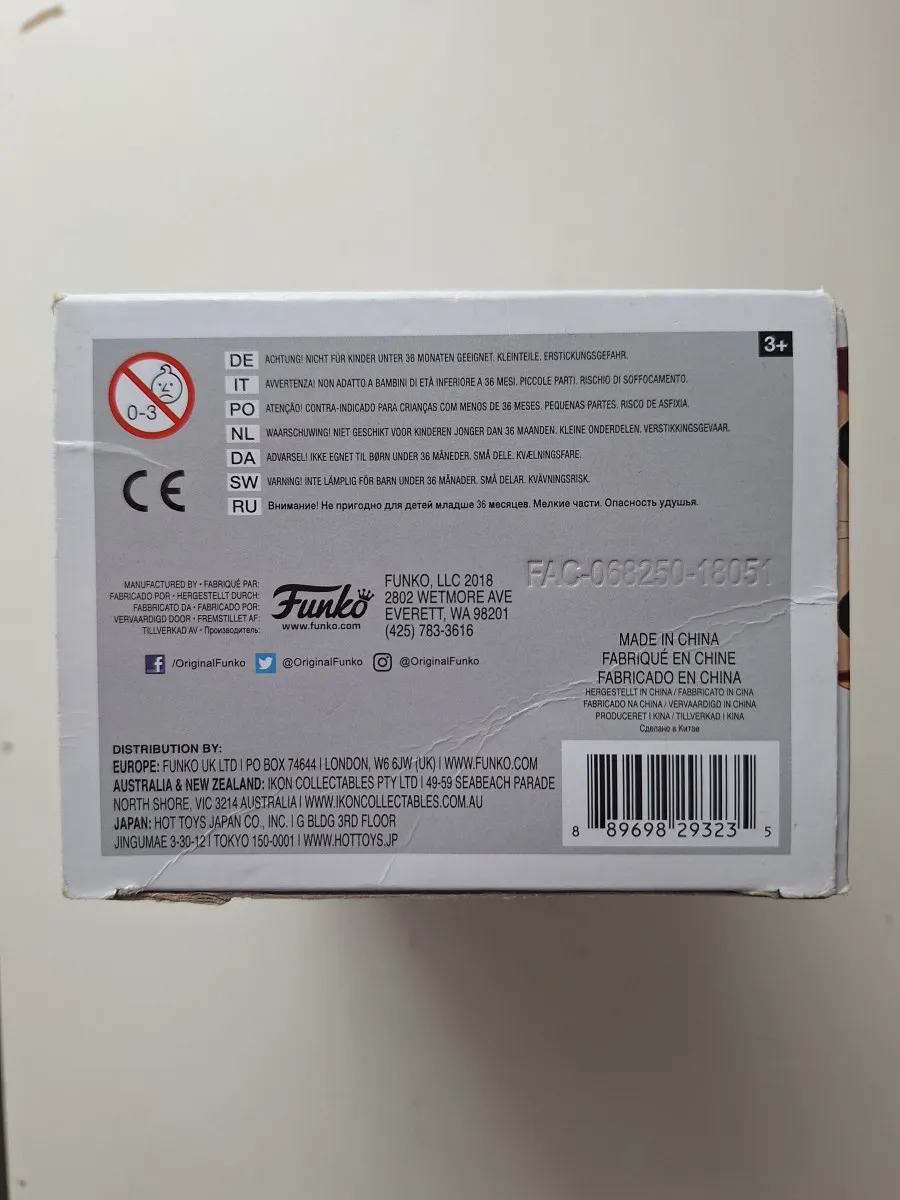 3+
0-3
DE ACHTUNG! NICHT FÜR KINDER UNTER 36 MONATEN GEEIGNET. KLEINTEILE. ERSTICKUNGSGEFAHR.
IT AVVERTENZA! NON ADATTO A BAMBINI DI ETÀ INFERIORE A 36 MESI. PICCOLE PARTI. RISCHIO DI SOFFOCAMENTO.
PO ATENÇÃO! CONTRA-INDICADO PARA CRIANÇAS COM MENOS DE 36 MESES. PEQUENAS PARTES. RISCO DE ASFIXIA.
NL WAARSCHUWING! NIET GESCHIKT VOOR KINDEREN JONGER DAN 36 MAANDEN. KLEINE ONDERDELEN. VERSTIKKINGSGEVAAR.
DA ADVARSEL! IKKE EGNET TIL BØRN UNDER 36 MÅNEDER. SMÅ DELE. KVÆLNINGSFARE.
SW VARNING! INTE LÄMPLIG FÖR BARN UNDER 36 MÅNADER. SMÅ DELAR. KVÄVNINGSRISK.
RU Внимание! Не пригодно для детей младше 36 месяцев. Мелкие части. Опасность удушья.
CE
MANUFACTURED BY • FABRIQUÉ PAR:
FABRICADO POR • HERGESTELLT DURCH:
FABBRICATO DA • FABRICADO POR:
VERVAARDIGD DOOR • FREMSTILLET AF:
TILLVERKAD AV • Производитель:
Funko
www.funko.com
FUNKO, LLC 2018
2802 WETMORE AVE
EVERETT, WA 98201
(425) 783-3616
FAC-068250-18051
/OriginalFunko @OriginalFunko @OriginalFunko
MADE IN CHINA
FABRIQUÉ EN CHINE
FABRICADO EN CHINA
HERGESTELLT IN CHINA / FABBRICATO IN CINA
FABRICADO NA CHINA / VERVAARDIGD IN CHINA
PRODUCERET I KINA / TILLVERKAD I KINA
Сделано в Китае
DISTRIBUTION BY:
EUROPE: FUNKO UK LTD | PO BOX 74644 | LONDON, W6 6JW (UK) | WWW.FUNKO.COM
AUSTRALIA & NEW ZEALAND: IKON COLLECTABLES PTY LTD | 49-59 SEABEACH PARADE
NORTH SHORE, VIC 3214 AUSTRALIA | WWW.IKONCOLLECTABLES.COM.AU
JAPAN: HOT TOYS JAPAN CO., INC. | G BLDG 3RD FLOOR
JINGUMAE 3-30-12 | TOKYO 150-0001 | WWW.HOTTOYS.JP
8 89698 29323 5